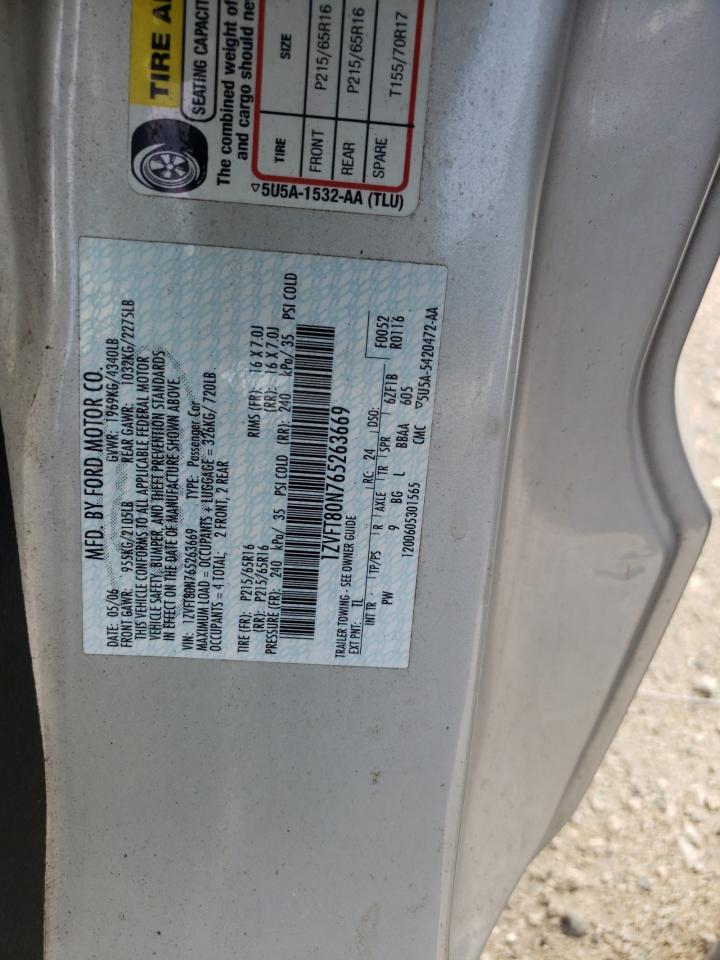 TIRE
SEATING CAPACITY
The combined weight of
and cargo should
TIRE SIZE
FRONT P215/65R16
REAR P215/65R16
SPARE T155/70R17
5U5A-1532-AA (TLU)
MFD. BY FORD MOTOR CO.
DATE: 05/06 GVWR: 1969KG/4340LB
FRONT GAWR: 955KG/2105LB REAR GAWR: 1032KG/2275LB
THIS VEHICLE CONFORMS TO ALL APPLICABLE FEDERAL MOTOR
VEHICLE SAFETY, BUMPER, AND THEFT PREVENTION STANDARDS
IN EFFECT ON THE DATE OF MANUFACTURE SHOWN ABOVE
VIN: 1ZVFT80N765263669 TYPE: Passenger Car
MAXIMUM LOAD = OCCUPANTS + LUGGAGE = 326KG/720LB
OCCUPANTS = 4 TOTAL; 2 FRONT, 2 REAR
TIRE (FR): P215/65R16 RIMS (FR): 16 X 7.0J
(RR): P215/65R16 (RR): 16 X 7.0J
PRESSURE (FR): 240 kPa/ 35 PSI COLD (RR): 240 kPa/ 35 PSI COLD
1ZVFT80N765263669
TRAILER TOWING - SEE OWNER GUIDE
EXT PNT: TL RC: 24 DSO: F0052
INT TR TP/PS R AXLE TR SPR R0116
PW 9 BG L BBAA 6ZF1B
605
1200605301565 CMC 5U5A-5420472-AA